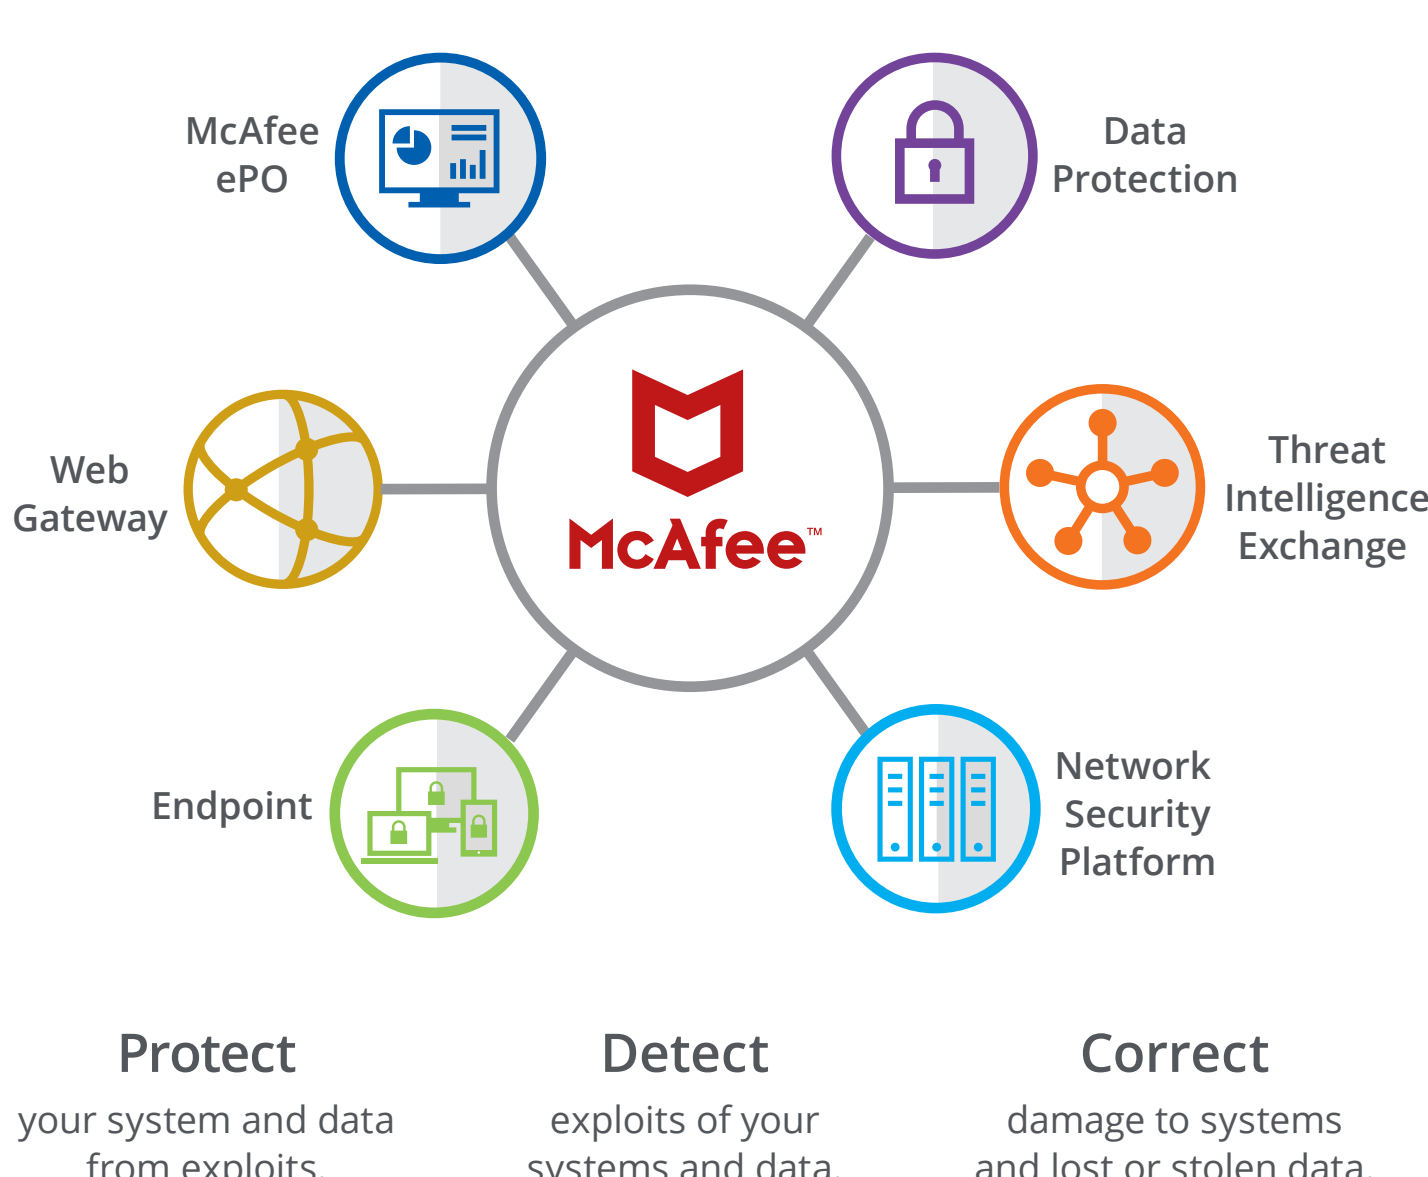 McAfee
ePO
Data
Protection
Web
Gateway
McAfee™
Threat
Intelligence
Exchange
Endpoint
Network
Security
Platform
Protect
your system and data
from exploits.
Detect
exploits of your
systems and data.
Correct
damage to systems
and lost or stolen data.